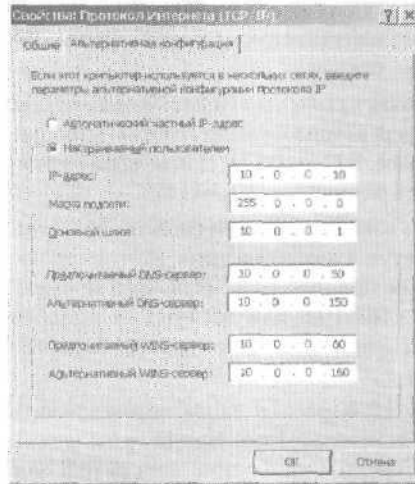 Свойства: Протокол Интернета (TCP/IP)
Общие
Альтернативная конфигурация
Если этот компьютер используется в нескольких сетях, введите
параметры альтернативной конфигурации протокола IP
Автоматический частный IP-адрес
Настраиваемый пользователем
IP-адрес: 10 . 0 . 0 . 10
Маска подсети: 255 . 0 . 0 . 0
Основной шлюз: 10 . 0 . 0 . 1
Предпочитаемый DNS-сервер: 10 . 0 . 0 . 50
Альтернативный DNS-сервер: 10 . 0 . 0 . 150
Предпочитаемый WINS-сервер: 10 . 0 . 0 . 60
Альтернативный WINS-сервер: 10 . 0 . 0 . 160
ОК
Отмена